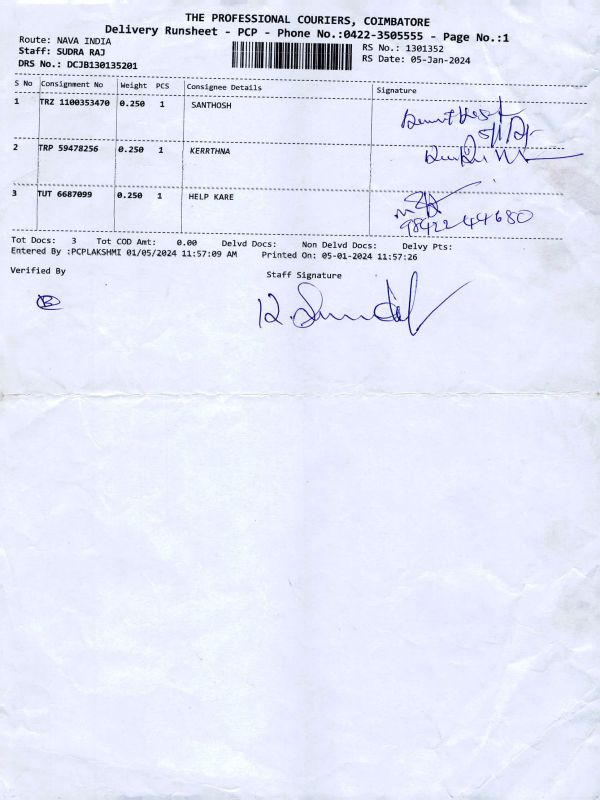 THE PROFESSIONAL COURIERS, COIMBATORE
Delivery Runsheet - PCP - Phone No.:0422-3505555 - Page No.:1
Route: NAVA INDIA
RS No.: 1301352
Staff: SUDRA RAJ
RS Date: 05-Jan-2024
DRS No.: DCJB130135201
S No Consignment No Weight PCS Consignee Details Signature
1 TRZ 1100353470 0.250 1 SANTHOSH
2 TRP 59478256 0.250 1 KERRTHNA
3 TUT 6687099 0.250 1 HELP KARE
9842244680
Tot Docs: 3 Tot COD Amt: 0.00 Delvd Docs: Non Delvd Docs: Delvy Pts:
Entered By :PCPLAKSHMI 01/05/2024 11:57:09 AM Printed On: 05-01-2024 11:57:26
Verified By Staff Signature